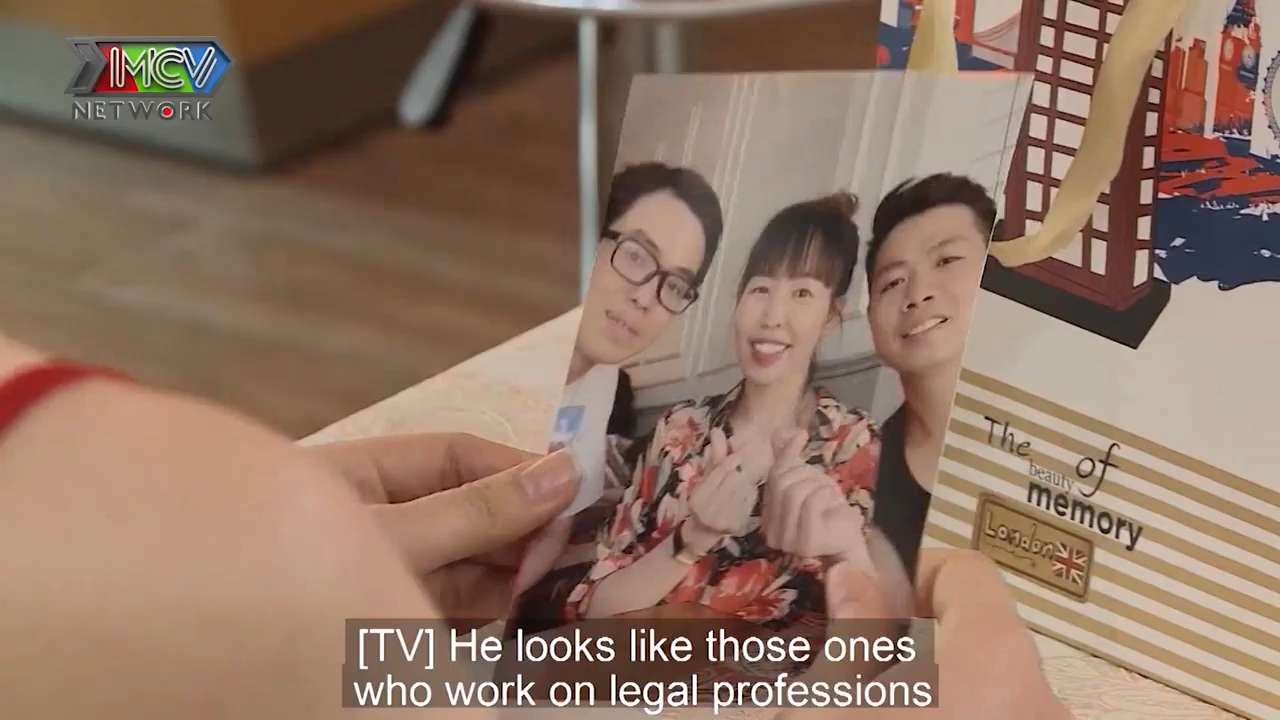 MCV
NETWORK
The
beauty
of
memory
London
[TV] He looks like those ones
who work on legal professions